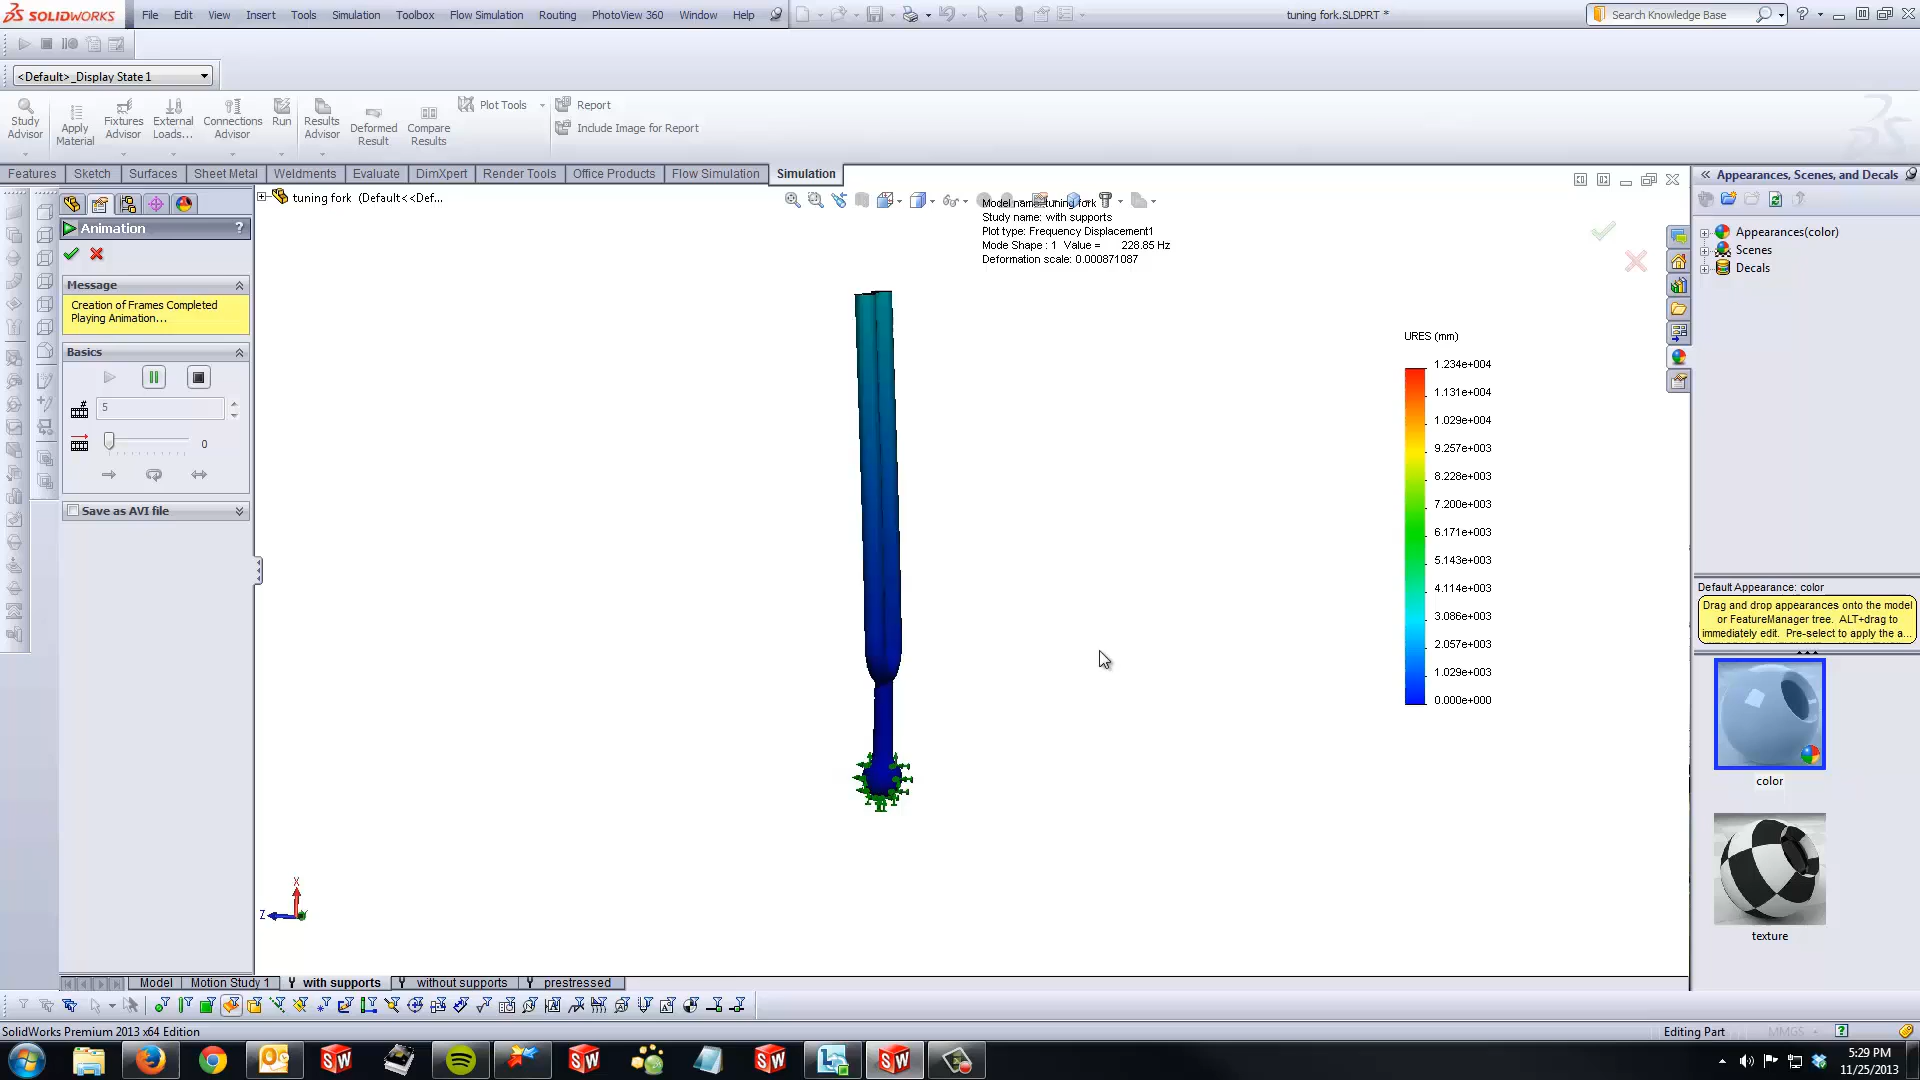 SOLIDWORKS File Edit View Insert Tools Simulation Toolbox Flow Simulation Routing PhotoView 360 Window Help tuning fork.SLDPRT * Search Knowledge Base
<Default>_Display State 1
Study Advisor
Apply Material
Fixtures Advisor
External Loads...
Connections Advisor
Run
Results Advisor
Deformed Result
Compare Results
Plot Tools
Report
Include Image for Report
Features Sketch Surfaces Sheet Metal Weldments Evaluate DimXpert Render Tools Office Products Flow Simulation Simulation
Animation ?
Message
Creation of Frames Completed
Playing Animation...
Basics
5
0
Save as AVI file
tuning fork (Default<<Def...
Model name: tuning fork
Study name: with supports
Plot type: Frequency Displacement1
Mode Shape : 1 Value = 228.85 Hz
Deformation scale: 0.000871087
URES (mm)
1.234e+004
1.131e+004
1.029e+004
9.257e+003
8.228e+003
7.200e+003
6.171e+003
5.143e+003
4.114e+003
3.086e+003
2.057e+003
1.029e+003
0.000e+000
X
Z
Appearances, Scenes, and Decals
Appearances(color)
Scenes
Decals
Default Appearance: color
Drag and drop appearances onto the model
or FeatureManager tree. ALT+drag to
immediately edit. Pre-select to apply the a...
color
texture
Model Motion Study 1 with supports without supports prestressed
SolidWorks Premium 2013 x64 Edition Editing Part MMGS
5:29 PM
11/25/2013